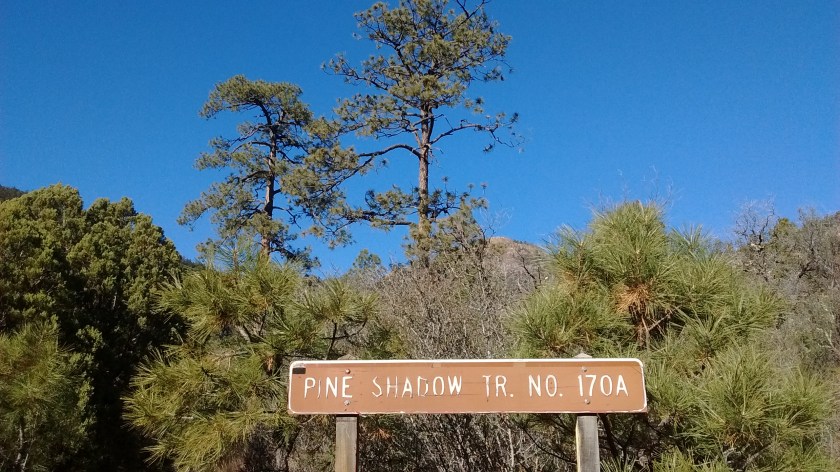 PINE SHADOW TR. NO. 170A